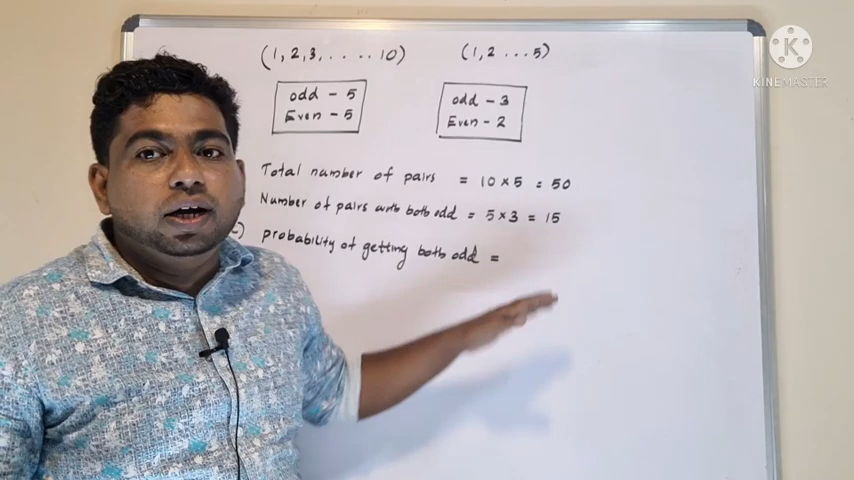 (1, 2, 3, . . . . . 10) (1, 2 . . . 5)
odd - 5
Even - 5
odd - 3
Even - 2
Total number of pairs = 10 × 5 = 50
Number of pairs with both odd = 5 × 3 = 15
) probability of getting both odd =
KINEMASTER